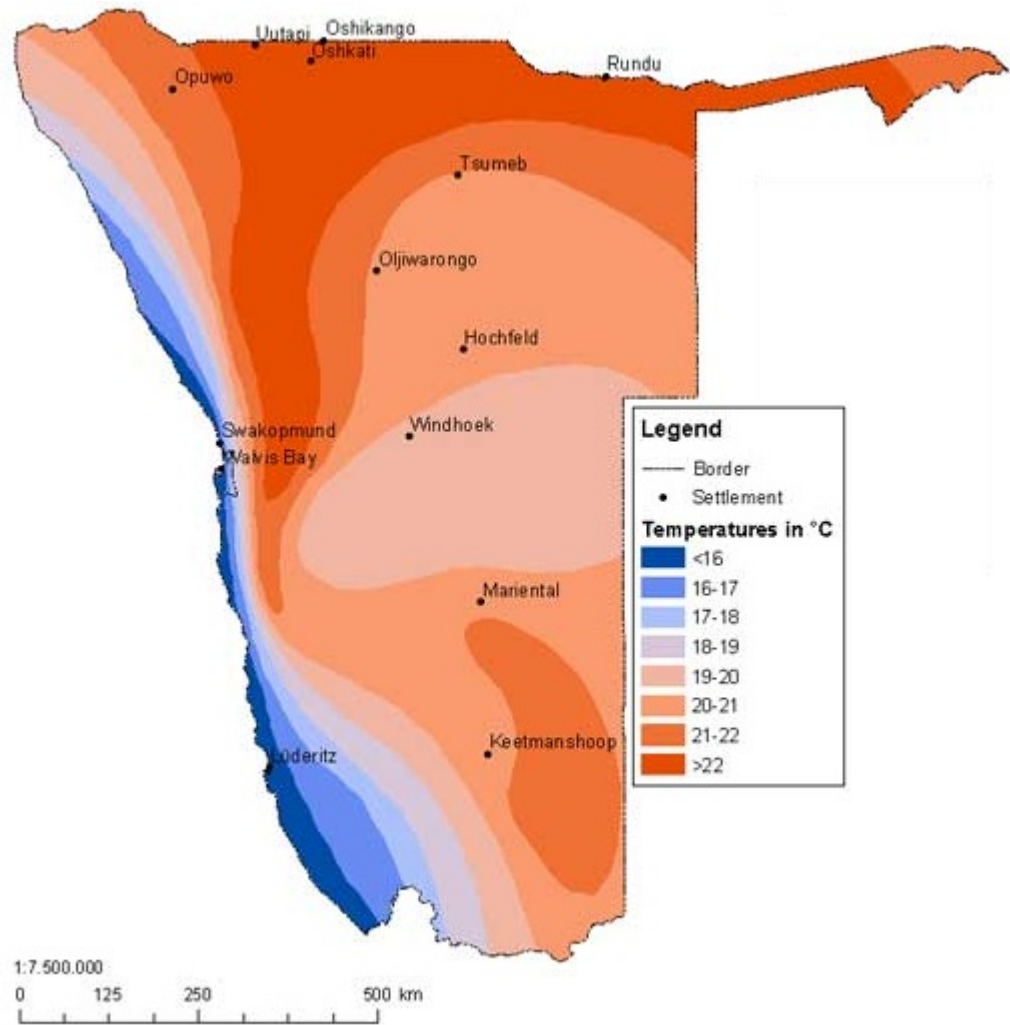 Oshikango
Uutapi
Oshkati
Rundu
Opuwo
Tsumeb
Oljiwarongo
Hochfeld
Swakopmund
Windhoek
Walvis Bay
Mariental
Keetmanshoop
Lüderitz
Legend
Border
Settlement
Temperatures in °C
<16
16-17
17-18
18-19
19-20
20-21
21-22
>22
1:7.500.000
0 125 250 500 km